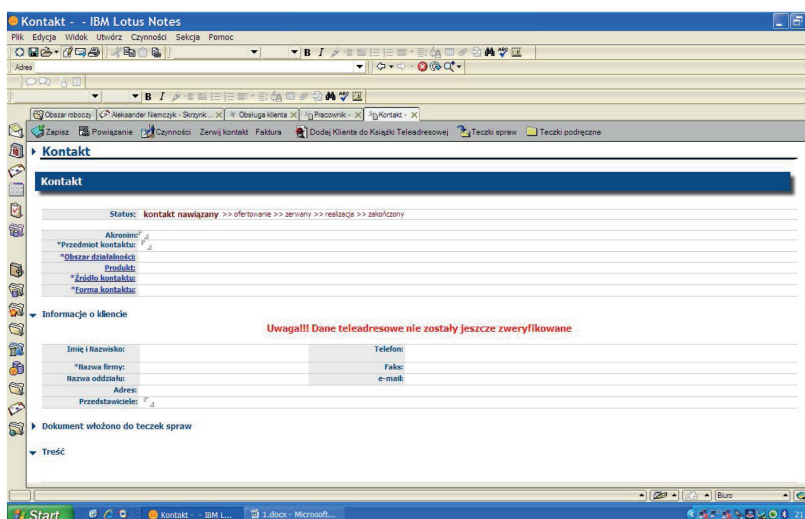 Kontakt - - IBM Lotus Notes
Plik Edycja Widok Utwórz Czynności Sekcja Pomoc
Adres
Obszar roboczy Aleksander Niemczyk - Skrzynk... Obsługa klienta Pracownik - Kontakt -
Zapisz Powiązanie Czynności Zerwij kontakt Faktura Dodaj Klienta do Książki Teleadresowej Teczki spraw Teczki podręczne
Kontakt
Kontakt
Status: kontakt nawiązany >> ofertowanie >> zerwany >> realizacja >> zakończony
Akronim:
*Przedmiot kontaktu:
*Obszar działalności:
Produkt:
*Źródło kontaktu:
*Forma kontaktu:
Informacje o kliencie
Uwaga!!! Dane teleadresowe nie zostały jeszcze zweryfikowane
Imię i Nazwisko: Telefon:
*Nazwa firmy: Faks:
Nazwa oddziału: e-mail:
Adres:
Przedstawiciele:
Dokument włożono do teczek spraw
Treść
Biuro
Start Kontakt - - IBM L... 1.docx - Microsoft... 21